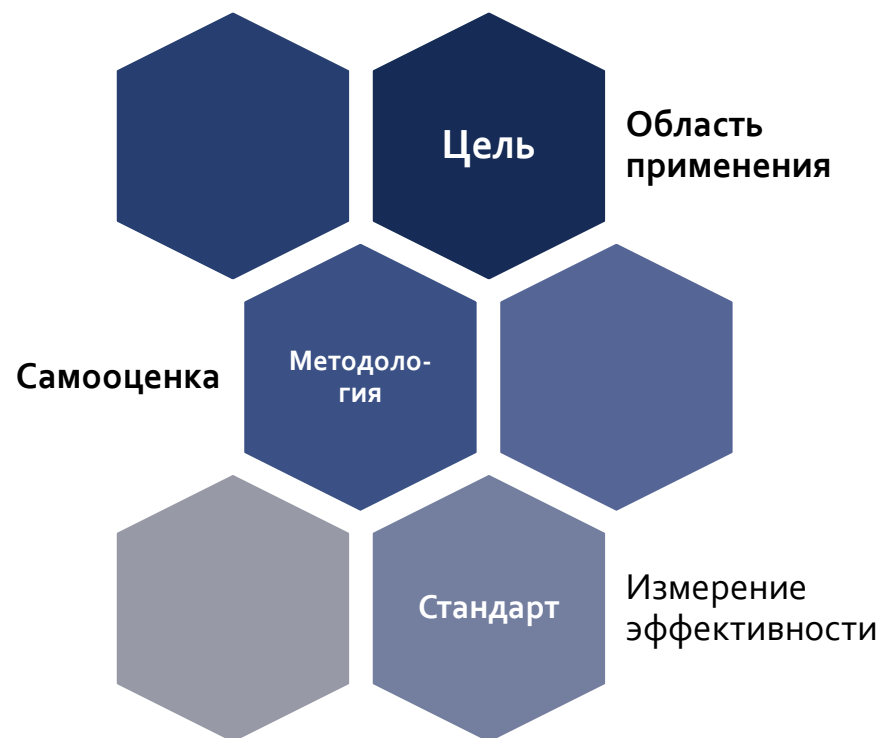 Цель
Область
применения
Самооценка
Методоло-
гия
Стандарт
Измерение
эффективности